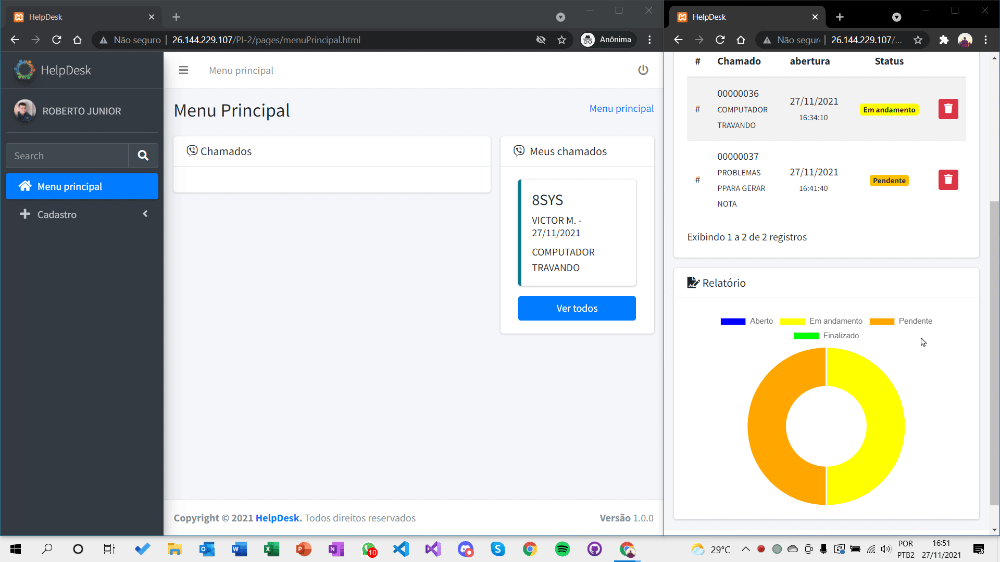 HelpDesk
Não seguro | 26.144.229.107/PI-2/pages/menuPrincipal.html
Anônima
HelpDesk
ROBERTO JUNIOR
Search
Menu principal
Cadastro
Menu principal
Menu Principal
Menu principal
Chamados
Meus chamados
8SYS
VICTOR M. -
27/11/2021
COMPUTADOR
TRAVANDO
Ver todos
Copyright © 2021 HelpDesk. Todos direitos reservados
Versão 1.0.0
HelpDesk
Não segur | 26.144.229.107/...
# Chamado abertura Status
# 00000036 27/11/2021 Em andamento
COMPUTADOR 16:34:10
TRAVANDO
# 00000037 27/11/2021 Pendente
PROBLEMAS 16:41:40
PPARA GERAR
NOTA
Exibindo 1 a 2 de 2 registros
Relatório
Aberto Em andamento Pendente
Finalizado
10
29°C
POR
PTB2
16:51
27/11/2021